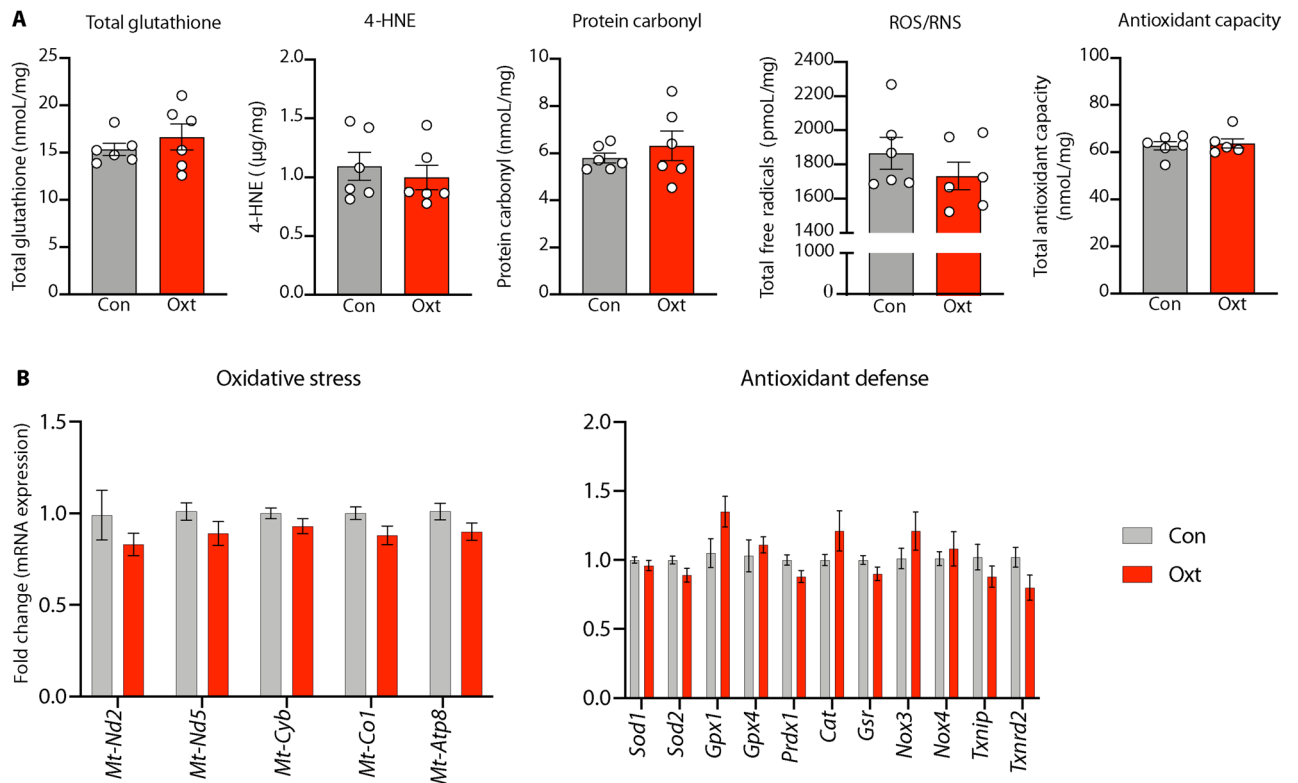 A
Total glutathione
4-HNE
Protein carbonyl
ROS/RNS
Antioxidant capacity
Total glutathione (nmoL/mg)
25
20
15
10
5
0
Con
Oxt
4-HNE ((µg/mg)
2.0
1.5
1.0
0.5
0.0
Con
Oxt
Protein carbonyl (nmoL/mg)
10
8
6
4
2
0
Con
Oxt
Total free radicals (pmoL/mg)
2400
2200
2000
1800
1600
1400
1000
0
Con
Oxt
Total antioxidant capacity
(nmoL/mg)
100
80
60
40
20
0
Con
Oxt
B
Oxidative stress
Antioxidant defense
Fold change (mRNA expression)
1.5
1.0
0.5
0.0
Mt-Nd2
Mt-Nd5
Mt-Cyb
Mt-Co1
Mt-Atp8
2.0
1.5
1.0
0.5
0.0
Sod1
Sod2
Gpx1
Gpx4
Prdx1
Cat
Gsr
Nox3
Nox4
Txnip
Txnrd2
Con
Oxt